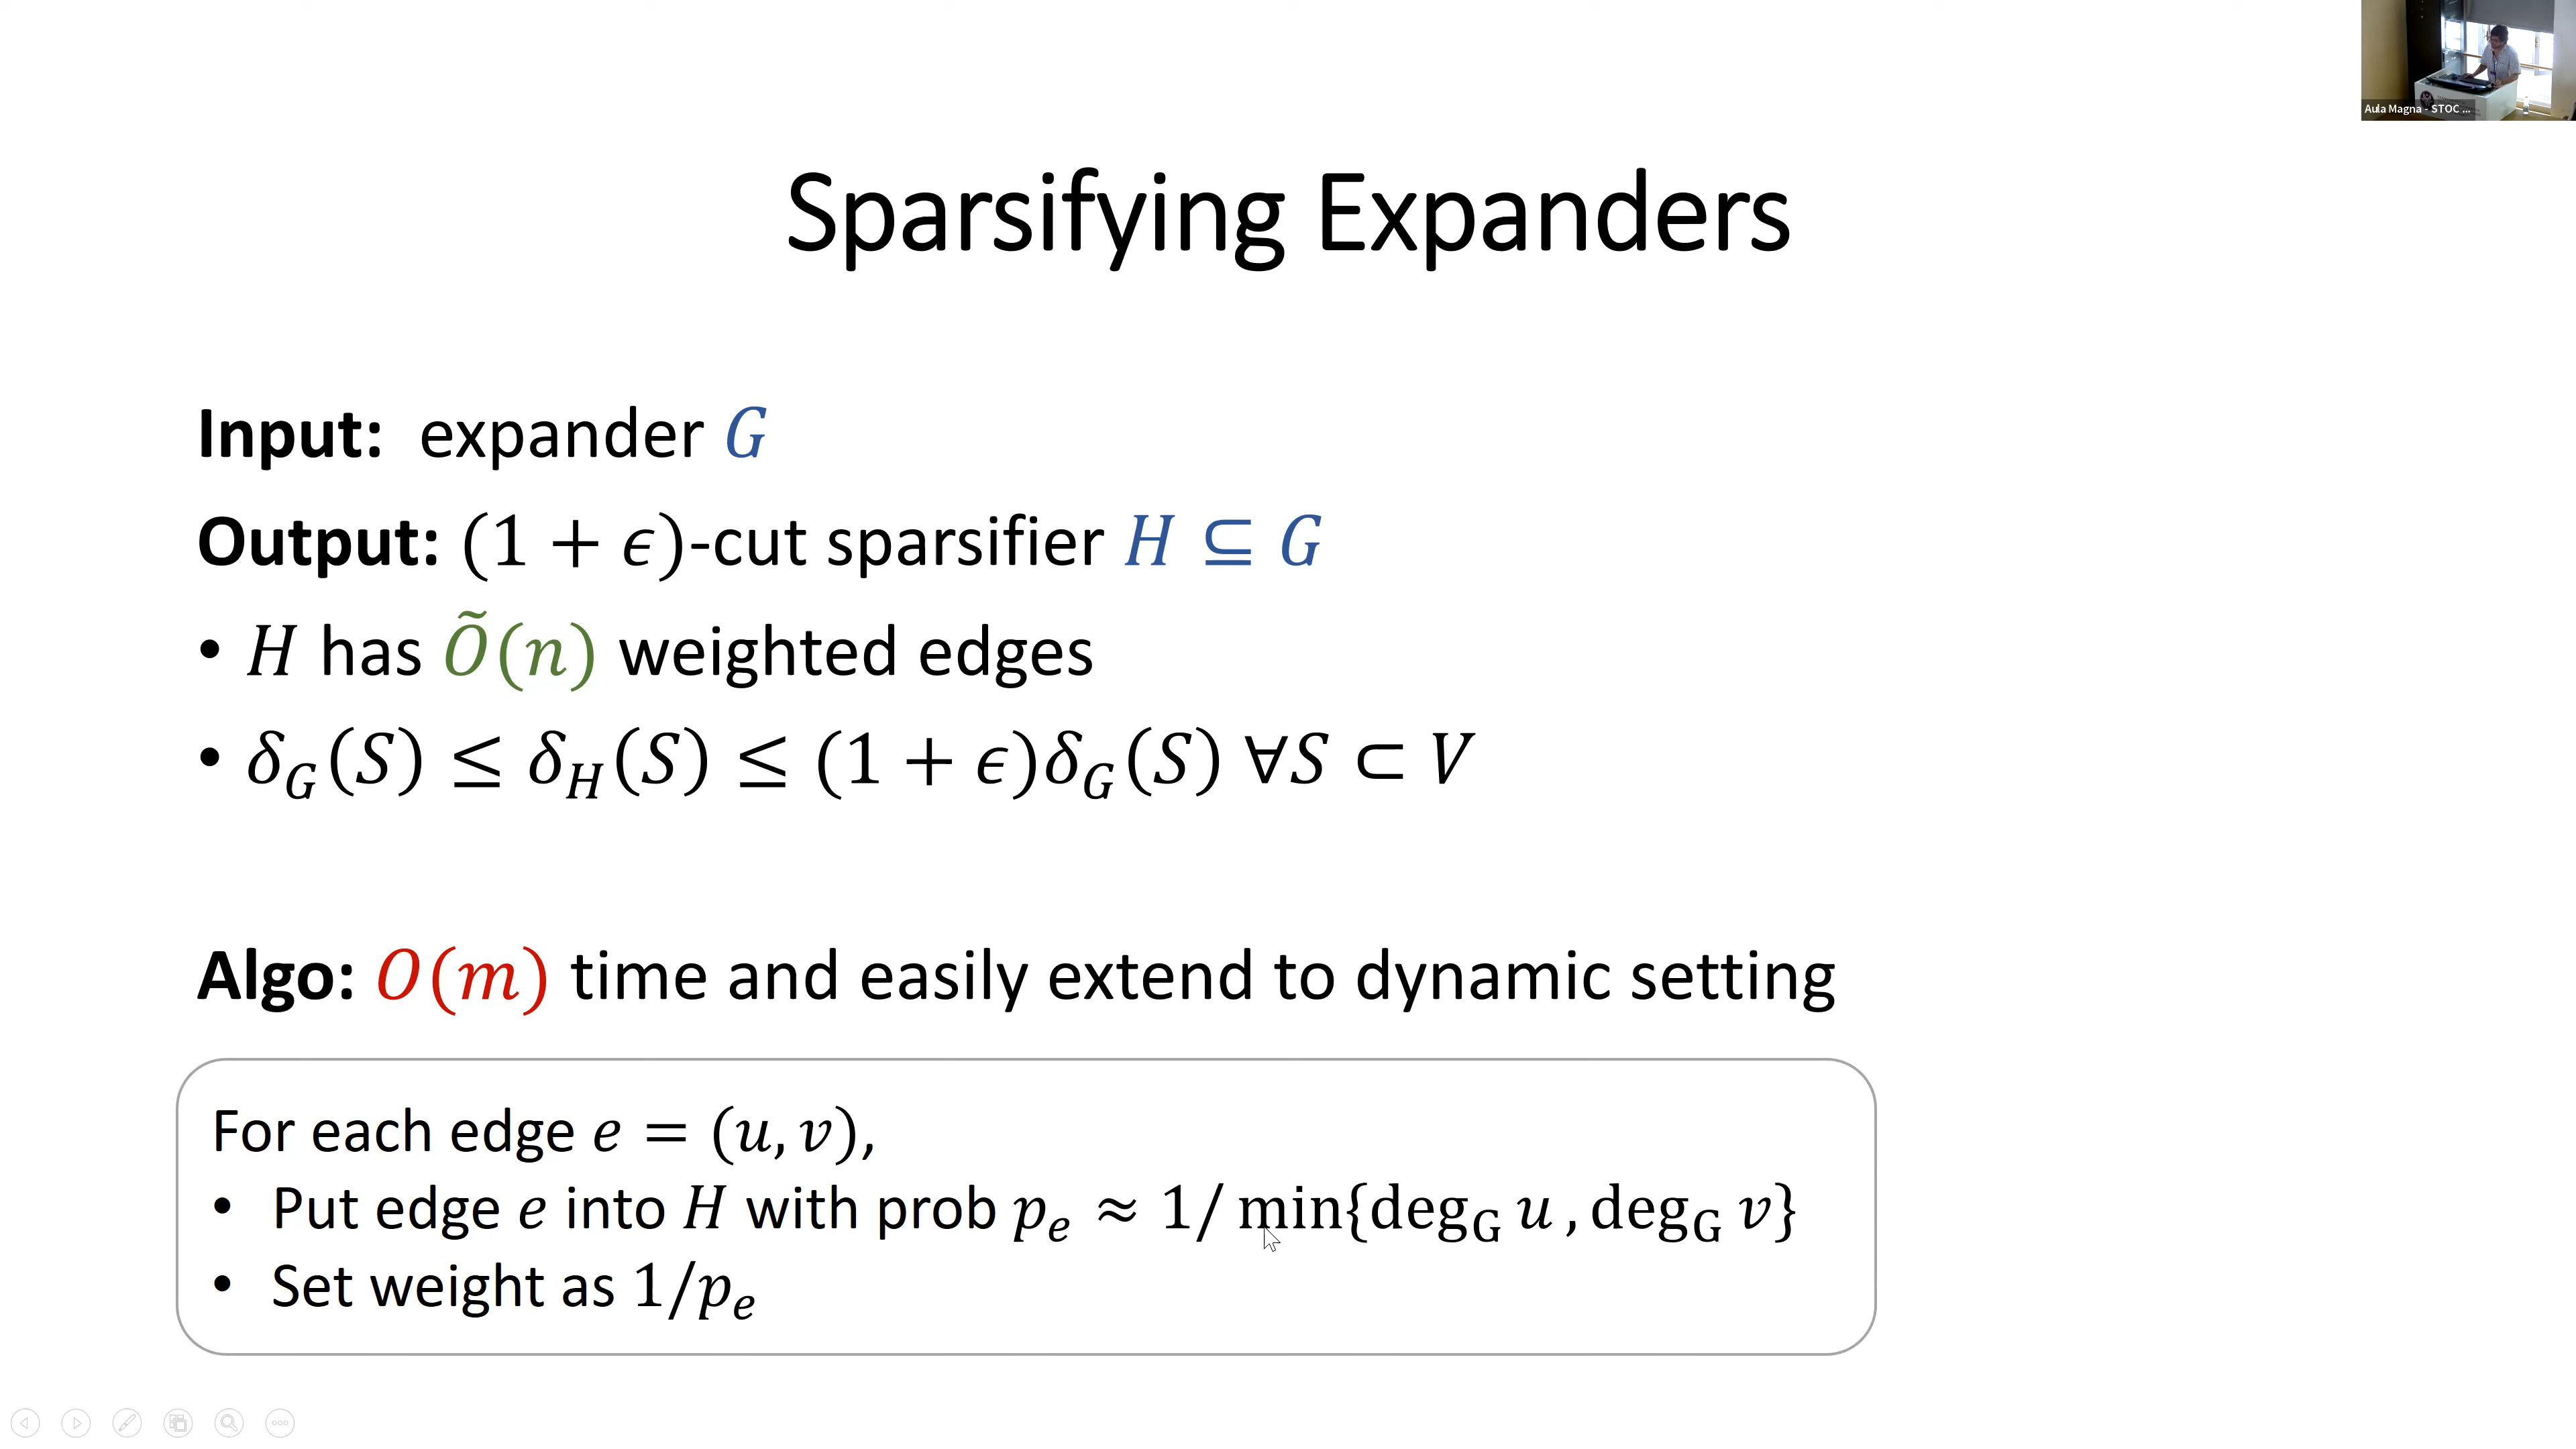 Aula Magna - STOC ...
Sparsifying Expanders
Input: expander G
Output: (1 + ϵ)-cut sparsifier H ⊆ G
• H has Õ(n) weighted edges
• δ_G(S) ≤ δ_H(S) ≤ (1 + ϵ)δ_G(S) ∀S ⊂ V
Algo: O(m) time and easily extend to dynamic setting
For each edge e = (u, v),
• Put edge e into H with prob p_e ≈ 1/ min{deg_G u , deg_G v}
• Set weight as 1/p_e